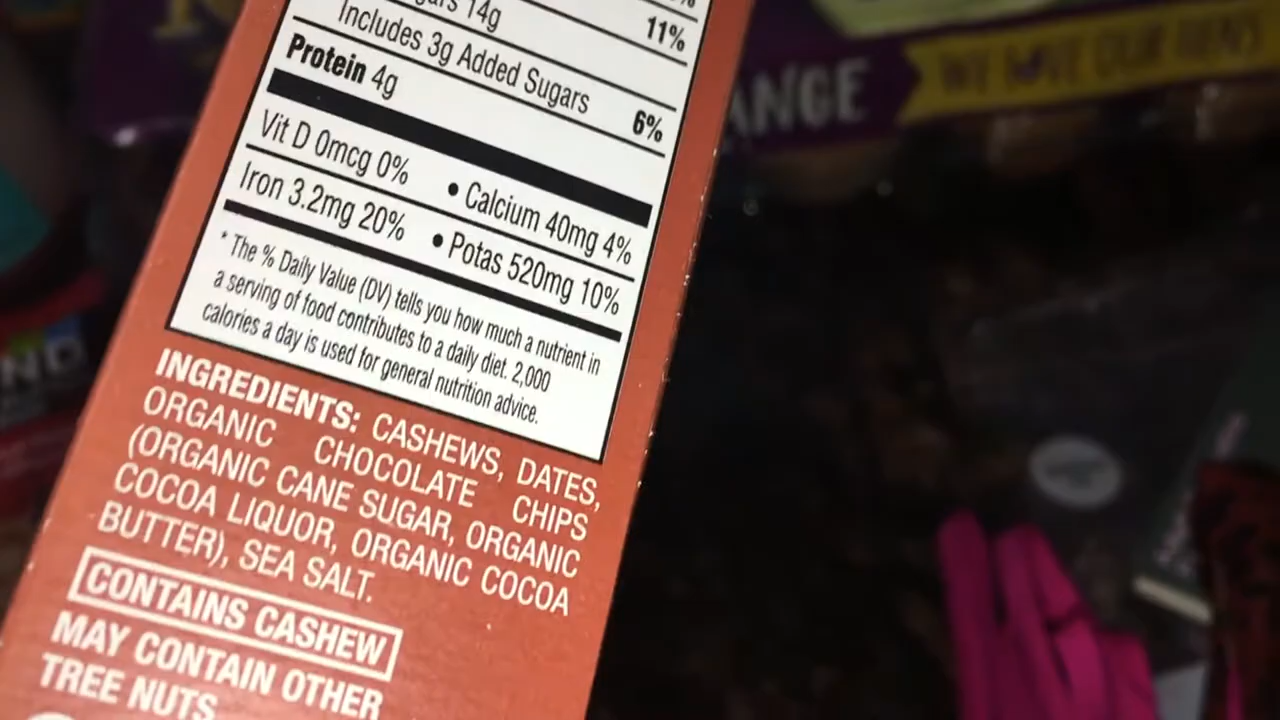 14g
11%
Includes 3g Added Sugars
6%
Protein 4g
Vit D 0mcg 0% • Calcium 40mg 4%
Iron 3.2mg 20% • Potas 520mg 10%
* The % Daily Value (DV) tells you how much a nutrient in
a serving of food contributes to a daily diet. 2,000
calories a day is used for general nutrition advice.
INGREDIENTS: CASHEWS, DATES,
ORGANIC CHOCOLATE CHIPS
(ORGANIC CANE SUGAR, ORGANIC
COCOA LIQUOR, ORGANIC COCOA
BUTTER), SEA SALT.
CONTAINS CASHEW
MAY CONTAIN OTHER
TREE NUTS
ANGE